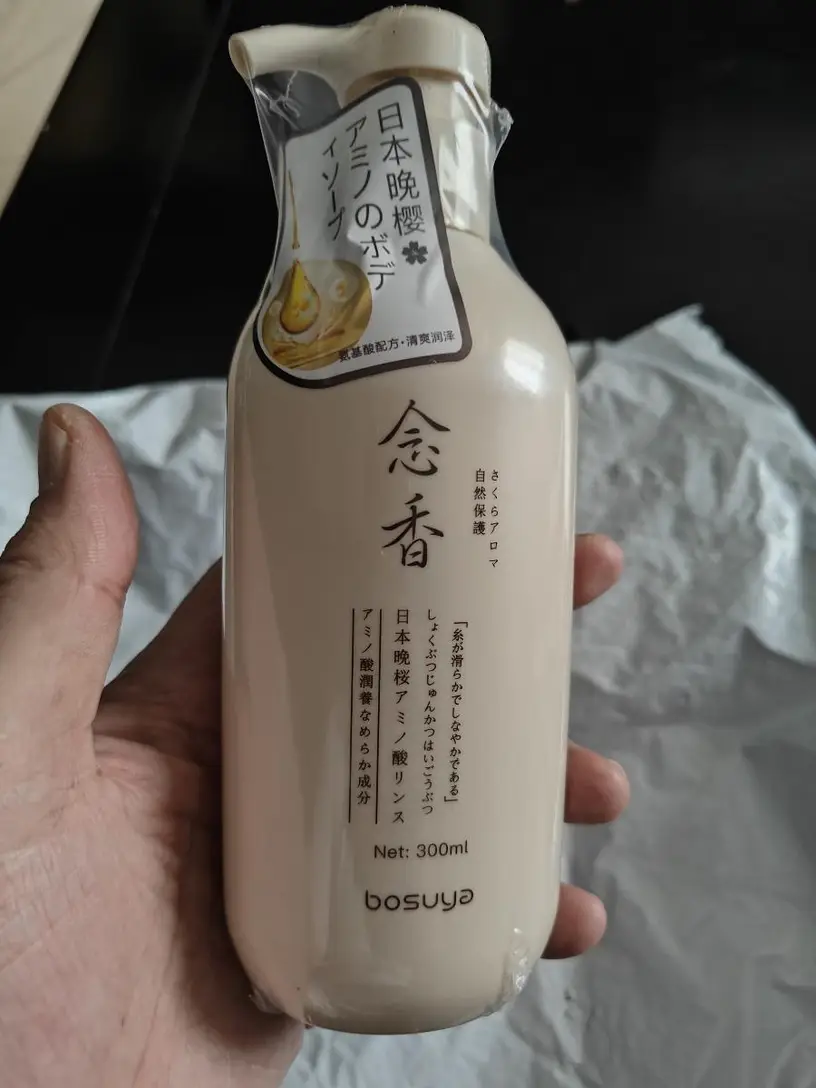 日本晩樱
アミノのボデ
ィソープ
氨基酸配方·清爽润泽
念香
さくらアロマ
自然保護
「糸が滑らかでしなやかである」
しょくぶつじゅんかつはいごうぶつ
日本晩桜アミノ酸リンス
アミノ酸潤養なめらか成分
Net: 300ml
bosuya